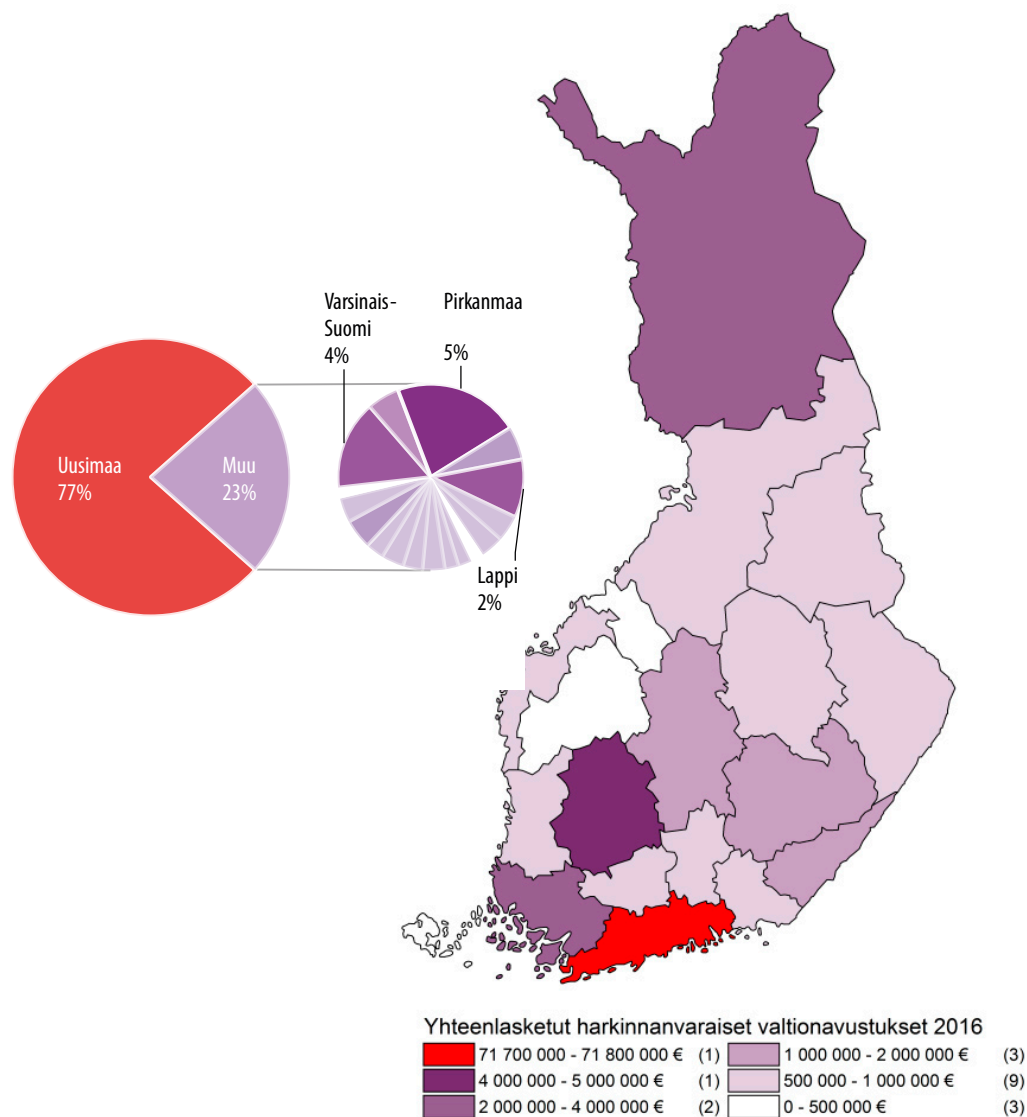 Varsinais-
Suomi
4%
Pirkanmaa
5%
Uusimaa
77%
Muu
23%
Lappi
2%
Yhteenlasketut harkinnanvaraiset valtionavustukset 2016
71 700 000 - 71 800 000 € (1)
4 000 000 - 5 000 000 € (1)
2 000 000 - 4 000 000 € (2)
1 000 000 - 2 000 000 € (3)
500 000 - 1 000 000 € (9)
0 - 500 000 € (3)